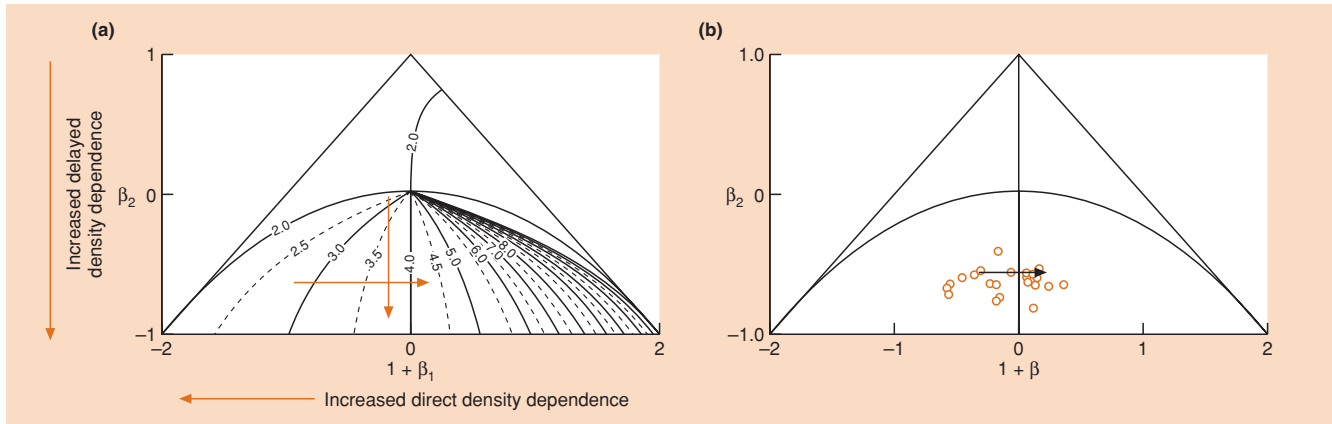 (a)
1
0
−1
β2
−2
0
2
1 + β1
2.0
2.0
2.5
3.0
3.5
4.0
4.5
5.0
6.0
7.0
8.0
Increased delayed
density dependence
Increased direct density dependence
(b)
1.0
0
−1.0
β2
−2
−1
0
1
2
1 + β